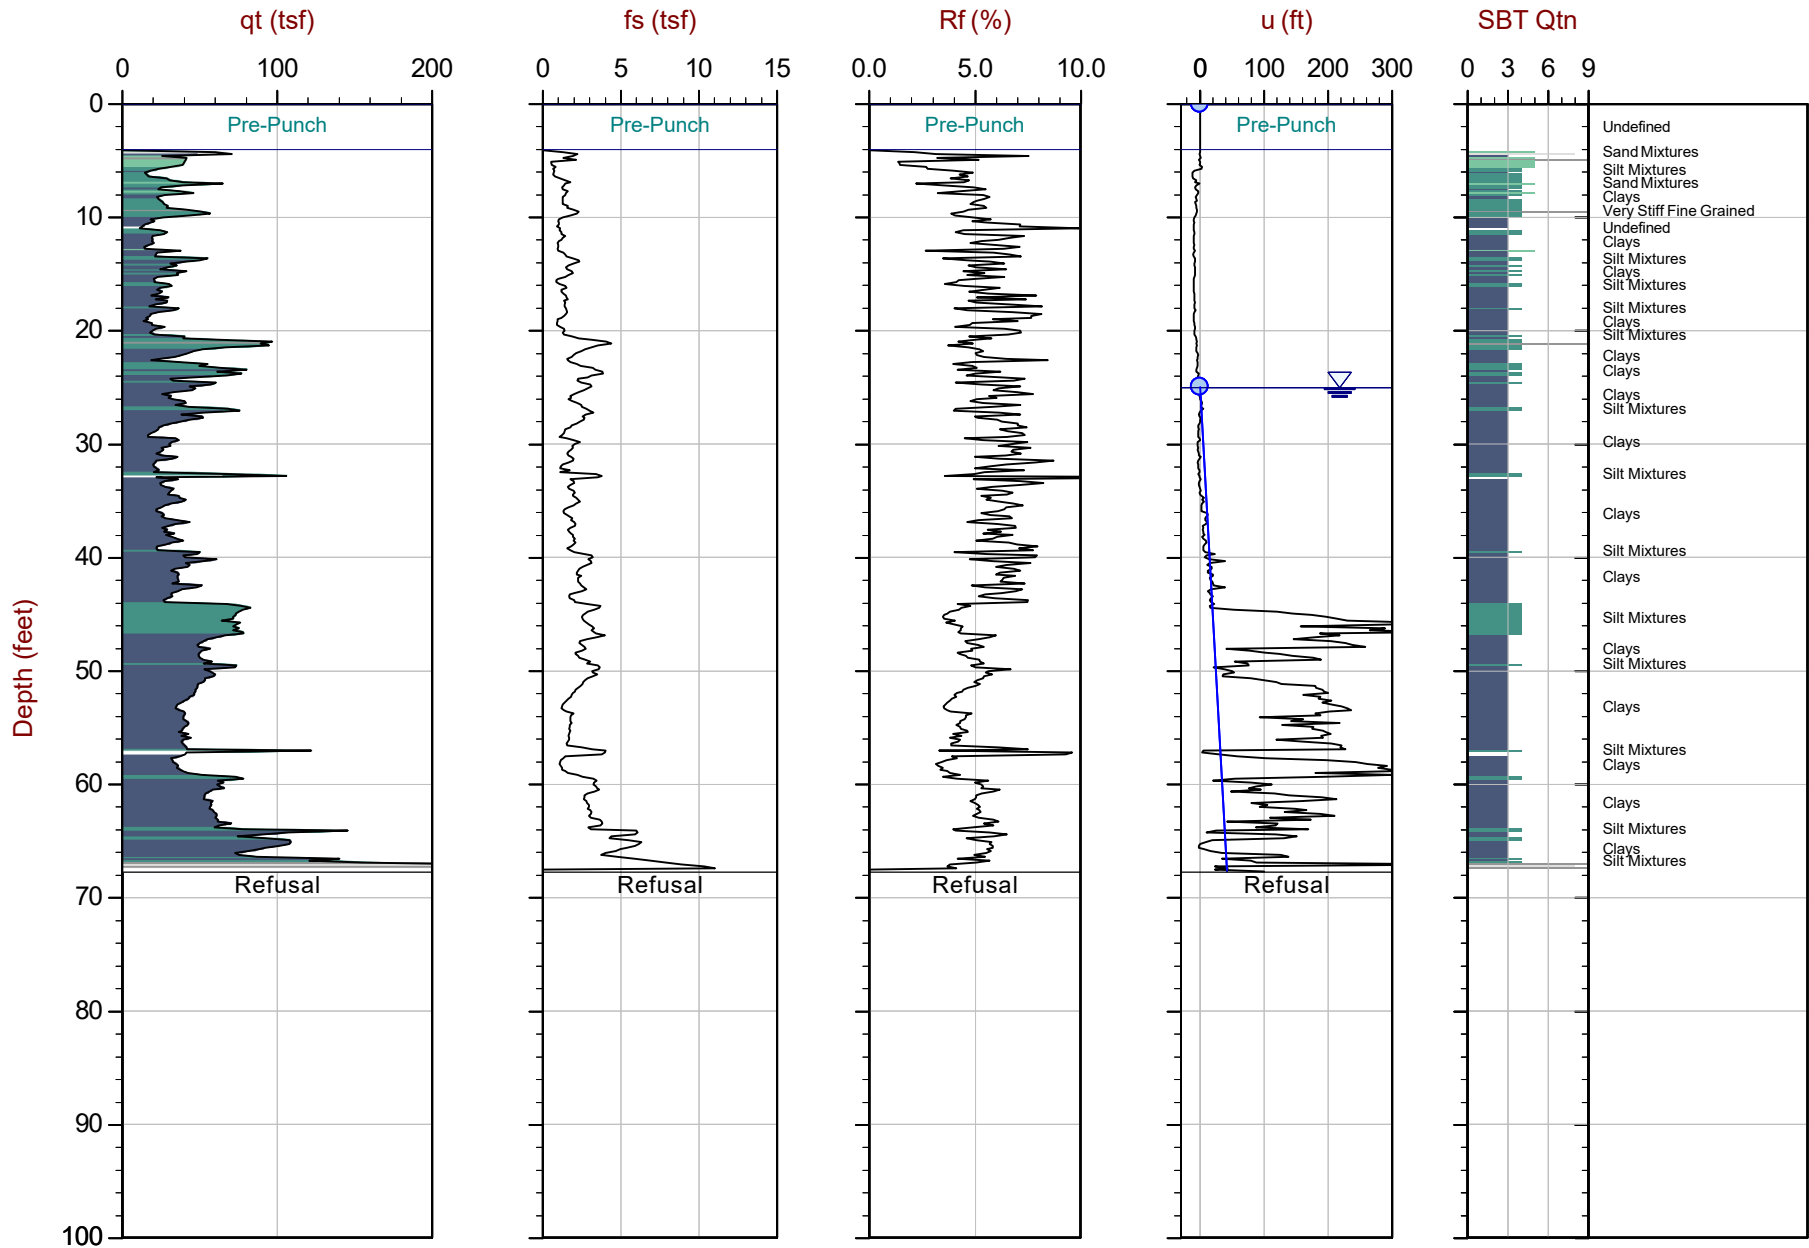 qt (tsf) fs (tsf) Rf (%) u (ft) SBT Qtn
0 100 200 0 5 10 15 0.0 5.0 10.0 0 100 200 300 0 3 6 9
0
Pre-Punch Pre-Punch Pre-Punch Pre-Punch
Undefined
Sand Mixtures
Silt Mixtures
Sand Mixtures
Clays
Very Stiff Fine Grained
10
Undefined
Clays
Silt Mixtures
Clays
Silt Mixtures
Silt Mixtures
Clays
20
Silt Mixtures
Clays
Clays
Clays
Silt Mixtures
30
Clays
Silt Mixtures
Clays
Silt Mixtures
40
Clays
Silt Mixtures
Clays
Silt Mixtures
50
Clays
Silt Mixtures
Clays
60
Clays
Silt Mixtures
Clays
Silt Mixtures
Refusal Refusal Refusal Refusal
70
80
90
100
Depth (feet)